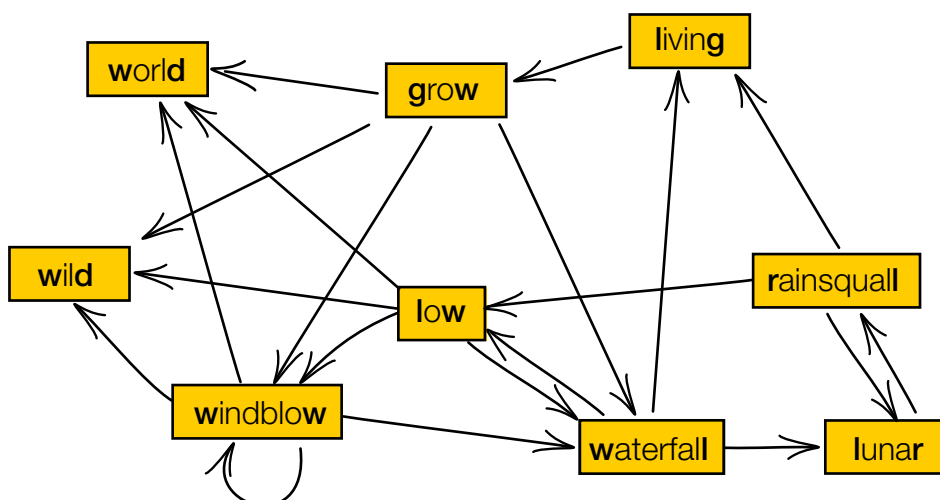 living
world
grow
wild
rainsquall
low
windblow
waterfall
lunar